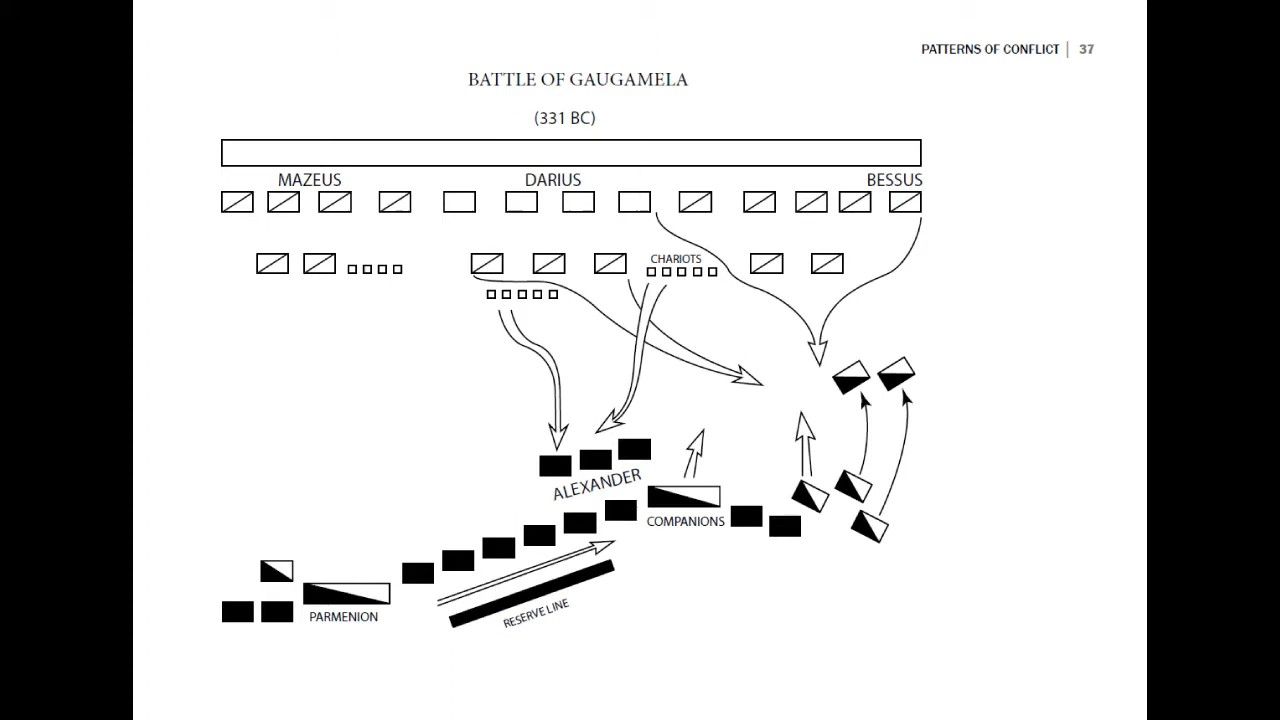 PATTERNS OF CONFLICT | 37
BATTLE OF GAUGAMELA
(331 BC)
MAZEUS
DARIUS
BESSUS
CHARIOTS
ALEXANDER
COMPANIONS
PARMENION
RESERVE LINE